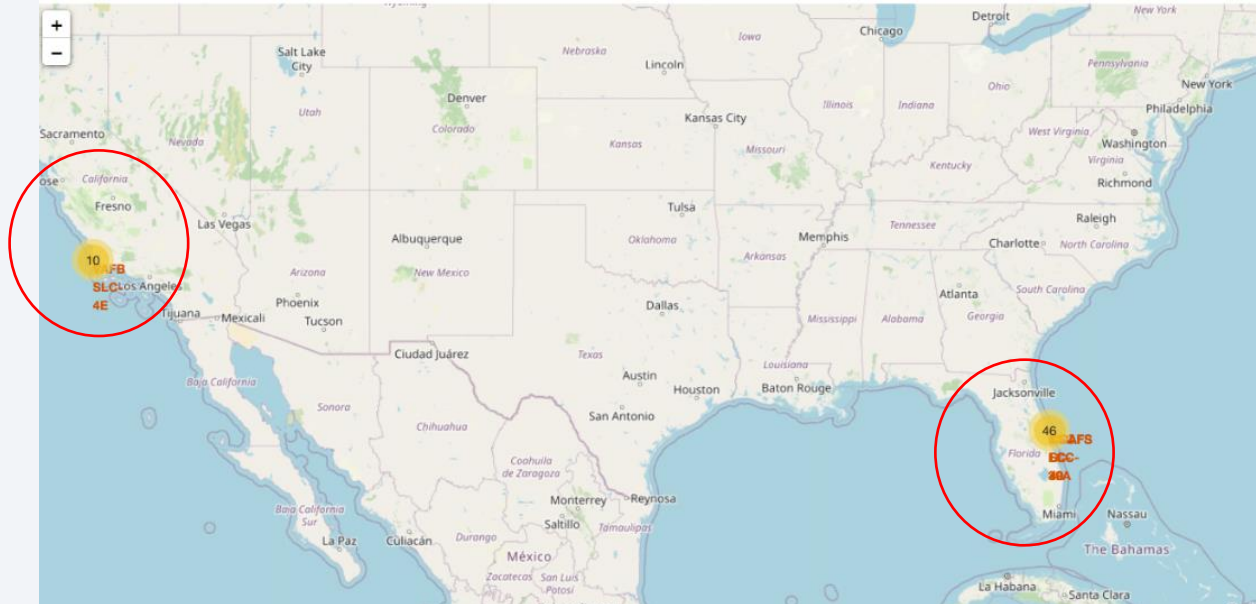 +
−
Wyoming
Salt Lake
City
Nebraska
Lincoln
Iowa
Chicago
Detroit
New York
Pennsylvania
New York
Philadelphia
Utah
Denver
Colorado
Kansas City
Illinois
Indiana
Ohio
West Virginia
Washington
Virginia
Richmond
Sacramento
Nevada
Kansas
Missouri
Kentucky
ose
California
Fresno
Las Vegas
Tulsa
Raleigh
Albuquerque
Oklahoma
Memphis
Tennessee
Charlotte
North Carolina
10
AFB
SLC-
4E
Los Angeles
Arizona
New Mexico
Arkansas
Phoenix
Tucson
Tijuana
Mexicali
Dallas
Atlanta
South Carolina
Mississippi
Alabama
Georgia
Ciudad Juárez
Texas
Louisiana
Baja California
Sonora
Austin
Houston
Baton Rouge
Jacksonville
San Antonio
Chihuahua
46
AFS
Florida
Coahuila
de Zaragoza
Monterrey
Reynosa
Baja California
Sur
Saltillo
Tamaulipas
Miami
Nassau
La Paz
Culiacán
Durango
México
The Bahamas
Zacatecas
San Luis
Potosí
La Habana
Santa Clara